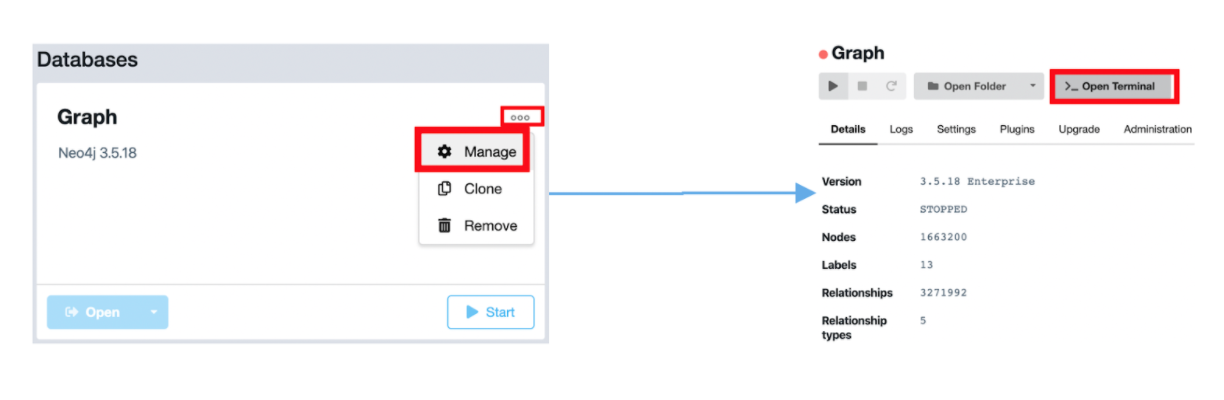 Databases
Graph
Neo4j 3.5.18
Manage
Clone
Remove
Open
Start
Graph
Open Folder
>_ Open Terminal
Details Logs Settings Plugins Upgrade Administration
Version 3.5.18 Enterprise
Status STOPPED
Nodes 1663200
Labels 13
Relationships 3271992
Relationship 5
types